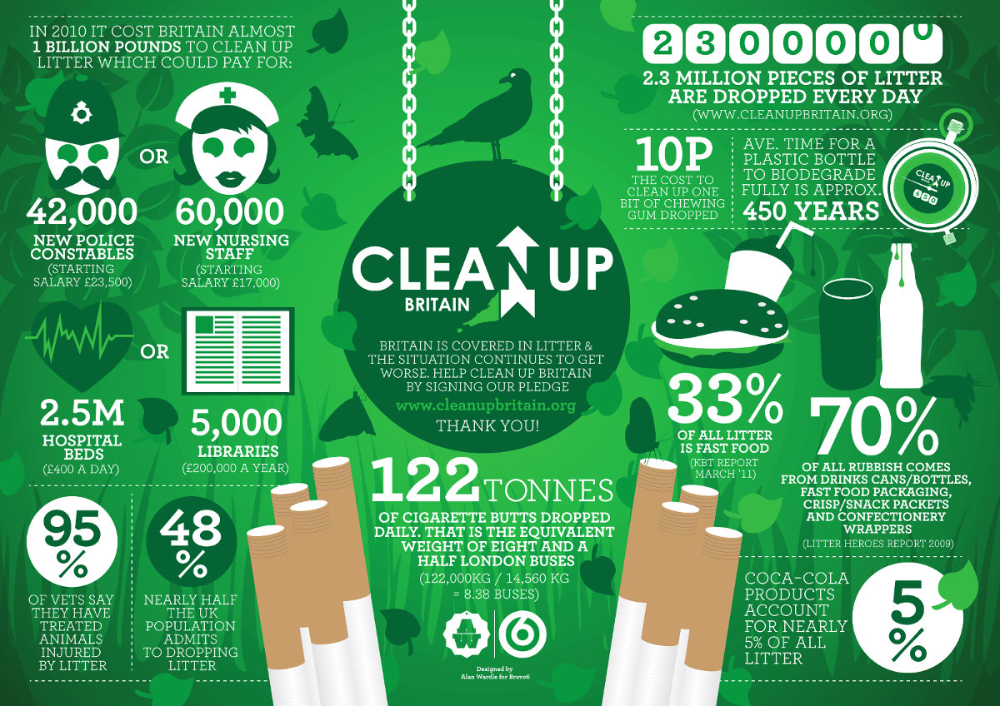 IN 2010 IT COST BRITAIN ALMOST
1 BILLION POUNDS TO CLEAN UP
LITTER WHICH COULD PAY FOR:
OR
42,000
NEW POLICE
CONSTABLES
(STARTING
SALARY £23,500)
60,000
NEW NURSING
STAFF
(STARTING
SALARY £17,000)
OR
2.5M
HOSPITAL
BEDS
(£400 A DAY)
5,000
LIBRARIES
(£200,000 A YEAR)
95
%
OF VETS SAY
THEY HAVE
TREATED
ANIMALS
INJURED
BY LITTER
48
%
NEARLY HALF
THE UK
POPULATION
ADMITS
TO DROPPING
LITTER
CLEAN UP
BRITAIN
BRITAIN IS COVERED IN LITTER &
THE SITUATION CONTINUES TO GET
WORSE. HELP CLEAN UP BRITAIN
BY SIGNING OUR PLEDGE
www.cleanupbritain.org
THANK YOU!
122 TONNES
OF CIGARETTE BUTTS DROPPED
DAILY. THAT IS THE EQUIVALENT
WEIGHT OF EIGHT AND A
HALF LONDON BUSES
(122,000KG / 14,560 KG
= 8.38 BUSES)
W
6
Designed by
Alan Wardle for Bravo6
2300000
2.3 MILLION PIECES OF LITTER
ARE DROPPED EVERY DAY
(WWW.CLEANUPBRITAIN.ORG)
10P
THE COST TO
CLEAN UP ONE
BIT OF CHEWING
GUM DROPPED
AVE. TIME FOR A
PLASTIC BOTTLE
TO BIODEGRADE
FULLY IS APPROX.
450 YEARS
CLEAN UP
450
33%
OF ALL LITTER
IS FAST FOOD
(KBT REPORT
MARCH '11)
70%
OF ALL RUBBISH COMES
FROM DRINKS CANS/BOTTLES,
FAST FOOD PACKAGING,
CRISP/SNACK PACKETS
AND CONFECTIONERY
WRAPPERS
(LITTER HEROES REPORT 2009)
COCA-COLA
PRODUCTS
ACCOUNT
FOR NEARLY
5% OF ALL
LITTER
5
%